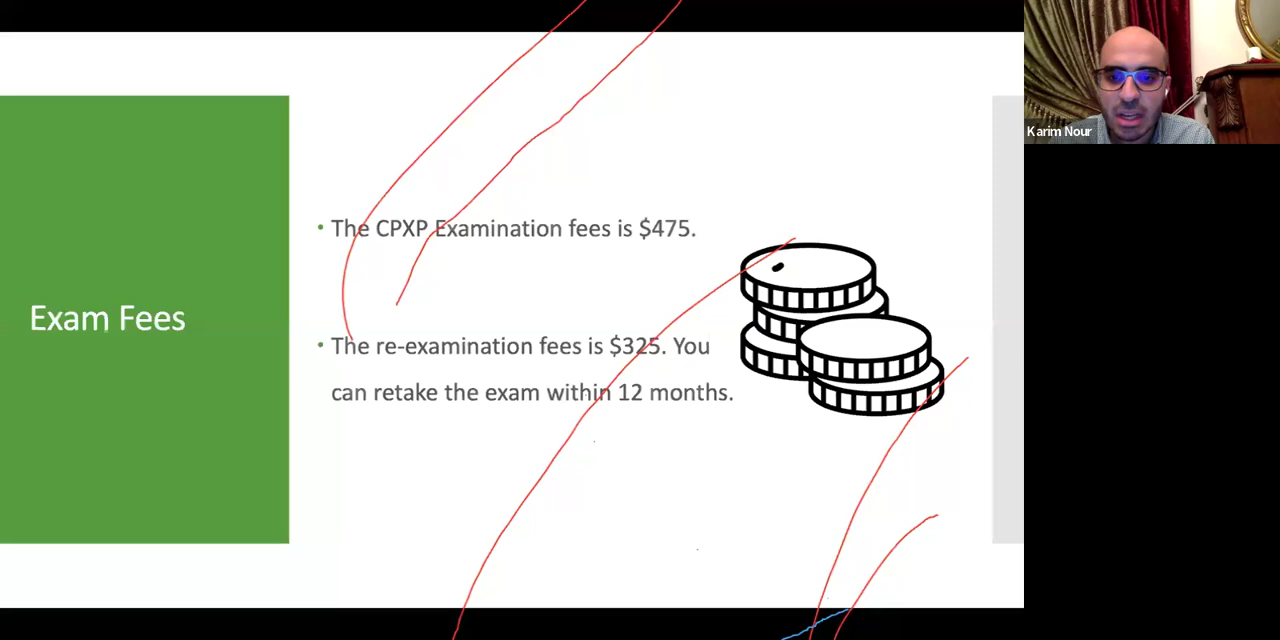 Exam Fees
• The CPXP Examination fees is $475.
• The re-examination fees is $325. You
can retake the exam within 12 months.
Karim Nour